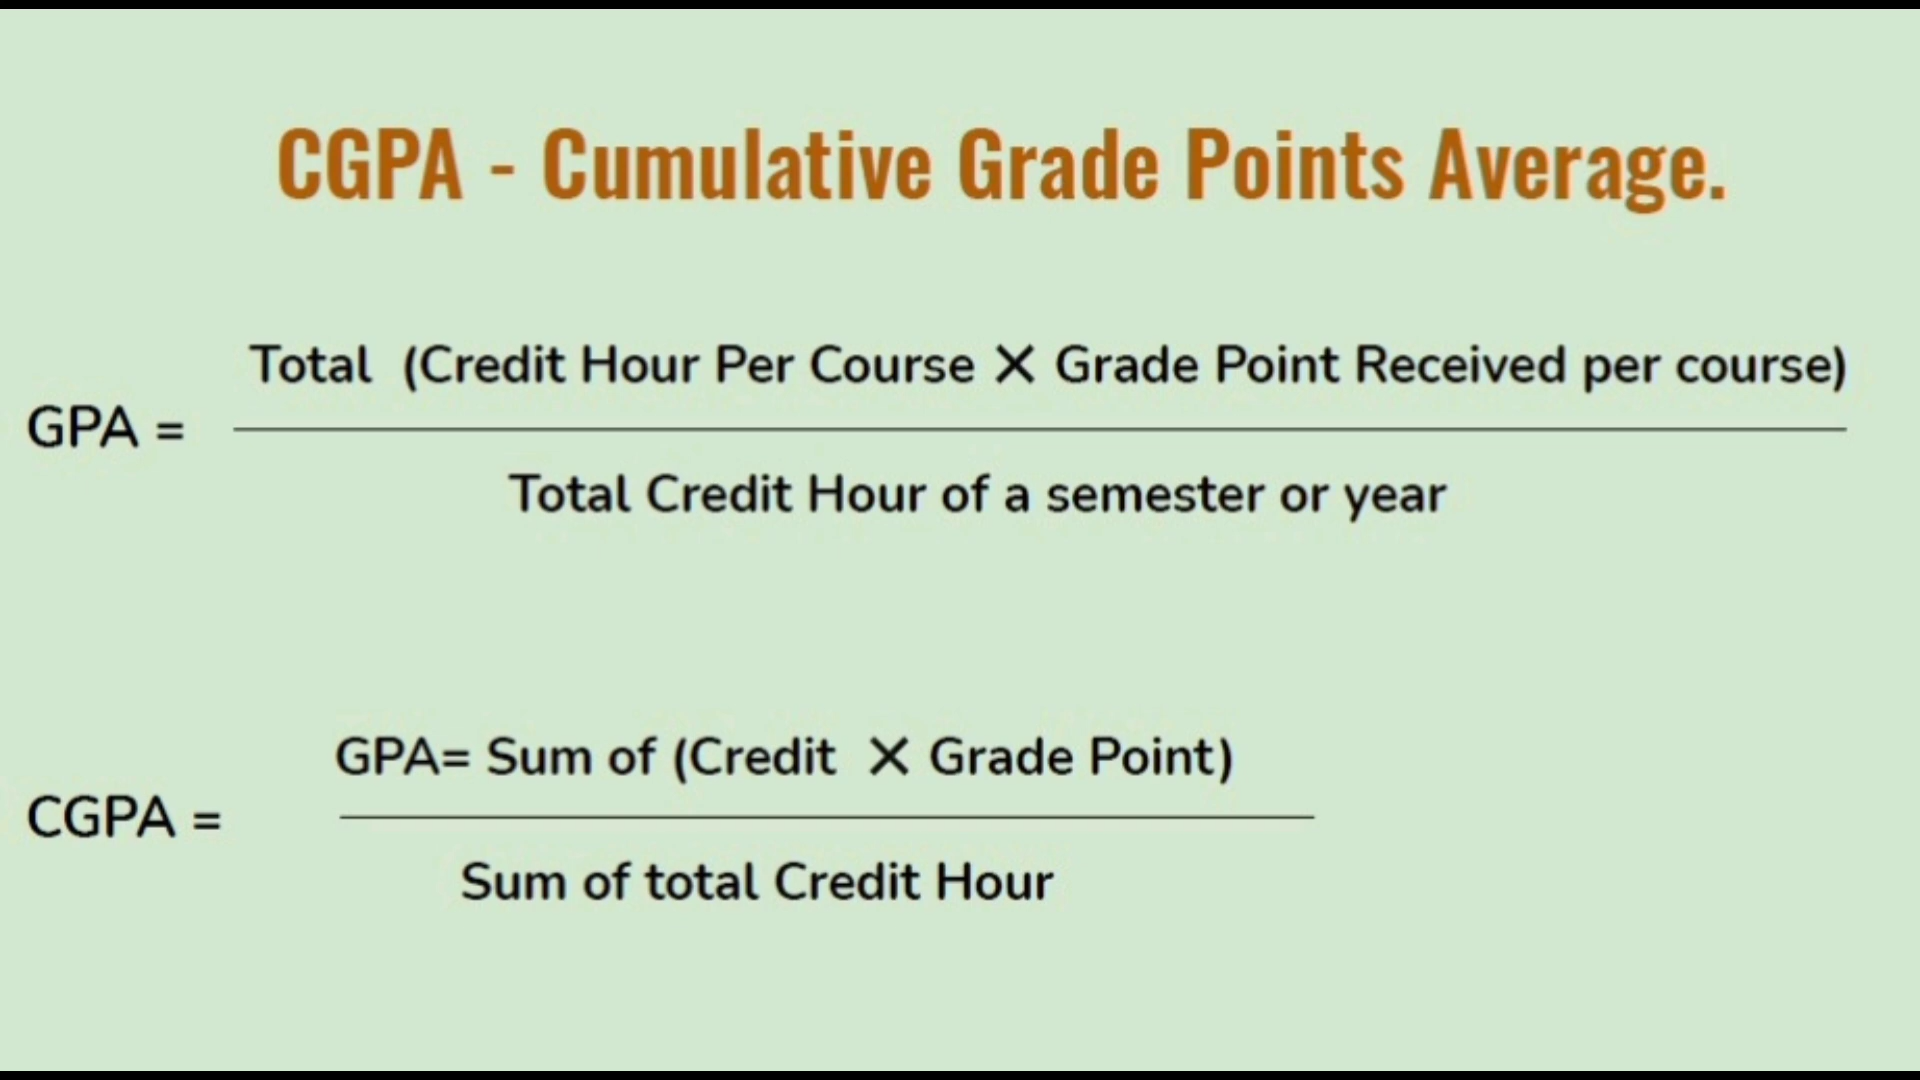 CGPA - Cumulative Grade Points Average.
Total (Credit Hour Per Course × Grade Point Received per course)
GPA =
Total Credit Hour of a semester or year
GPA= Sum of (Credit × Grade Point)
CGPA =
Sum of total Credit Hour